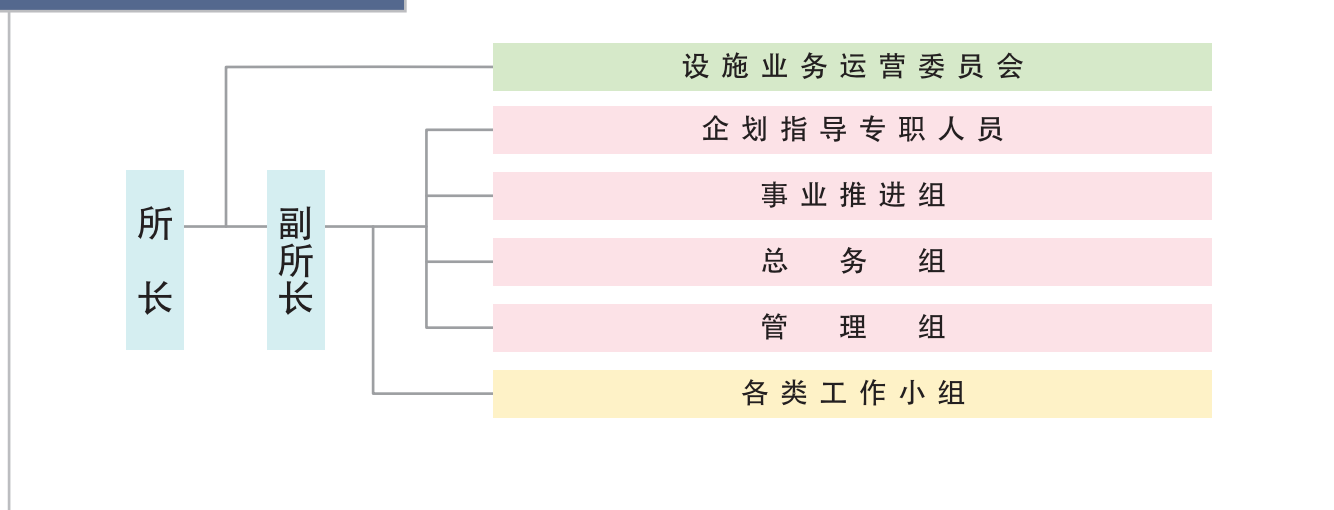 所长
副所长
设施业务运营委员会
企划指导专职人员
事业推进组
总务组
管理组
各类工作小组